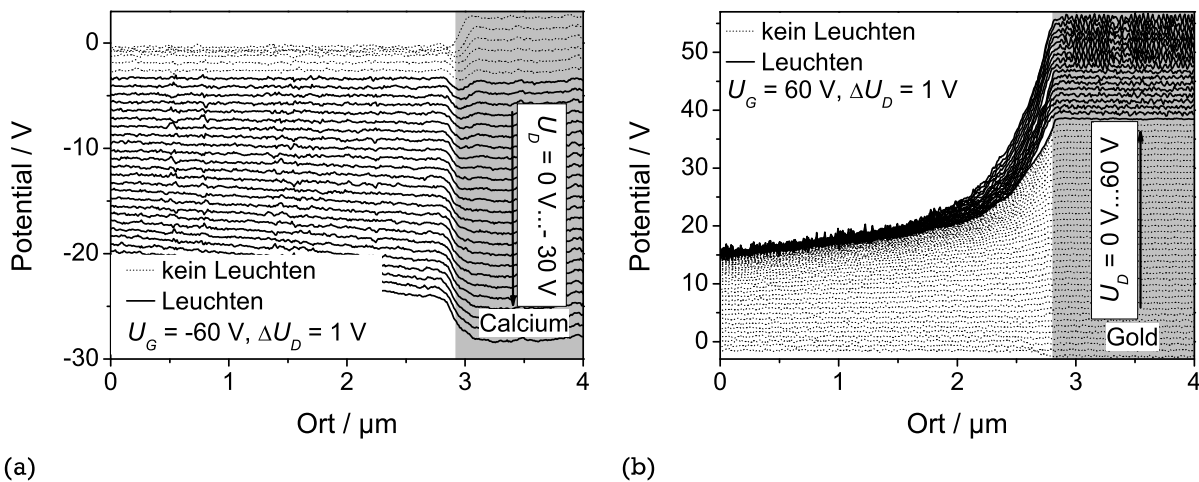 0
-10
-20
-30
Potential / V
0
1
2
3
4
Ort / µm
kein Leuchten
Leuchten
U_G = -60 V, ΔU_D = 1 V
U_D = 0 V...- 30 V
Calcium
(a)
50
40
30
20
10
0
Potential / V
0
1
2
3
4
Ort / µm
kein Leuchten
Leuchten
U_G = 60 V, ΔU_D = 1 V
U_D = 0 V...60 V
Gold
(b)